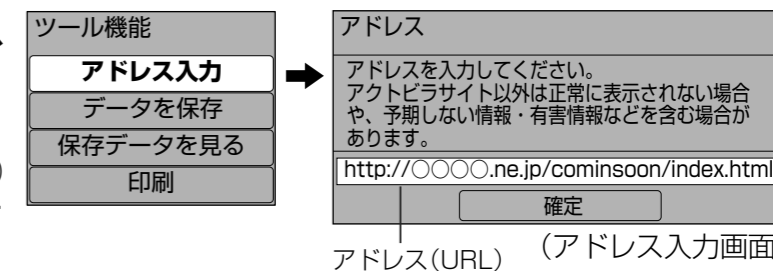 ツール機能
アドレス入力
データを保存
保存データを見る
印刷
アドレス
アドレスを入力してください。
アクトビラサイト以外は正常に表示されない場合
や、予期しない情報・有害情報などを含む場合が
あります。
http://○○○○.ne.jp/cominsoon/index.html
確定
アドレス(URL)
(アドレス入力画面